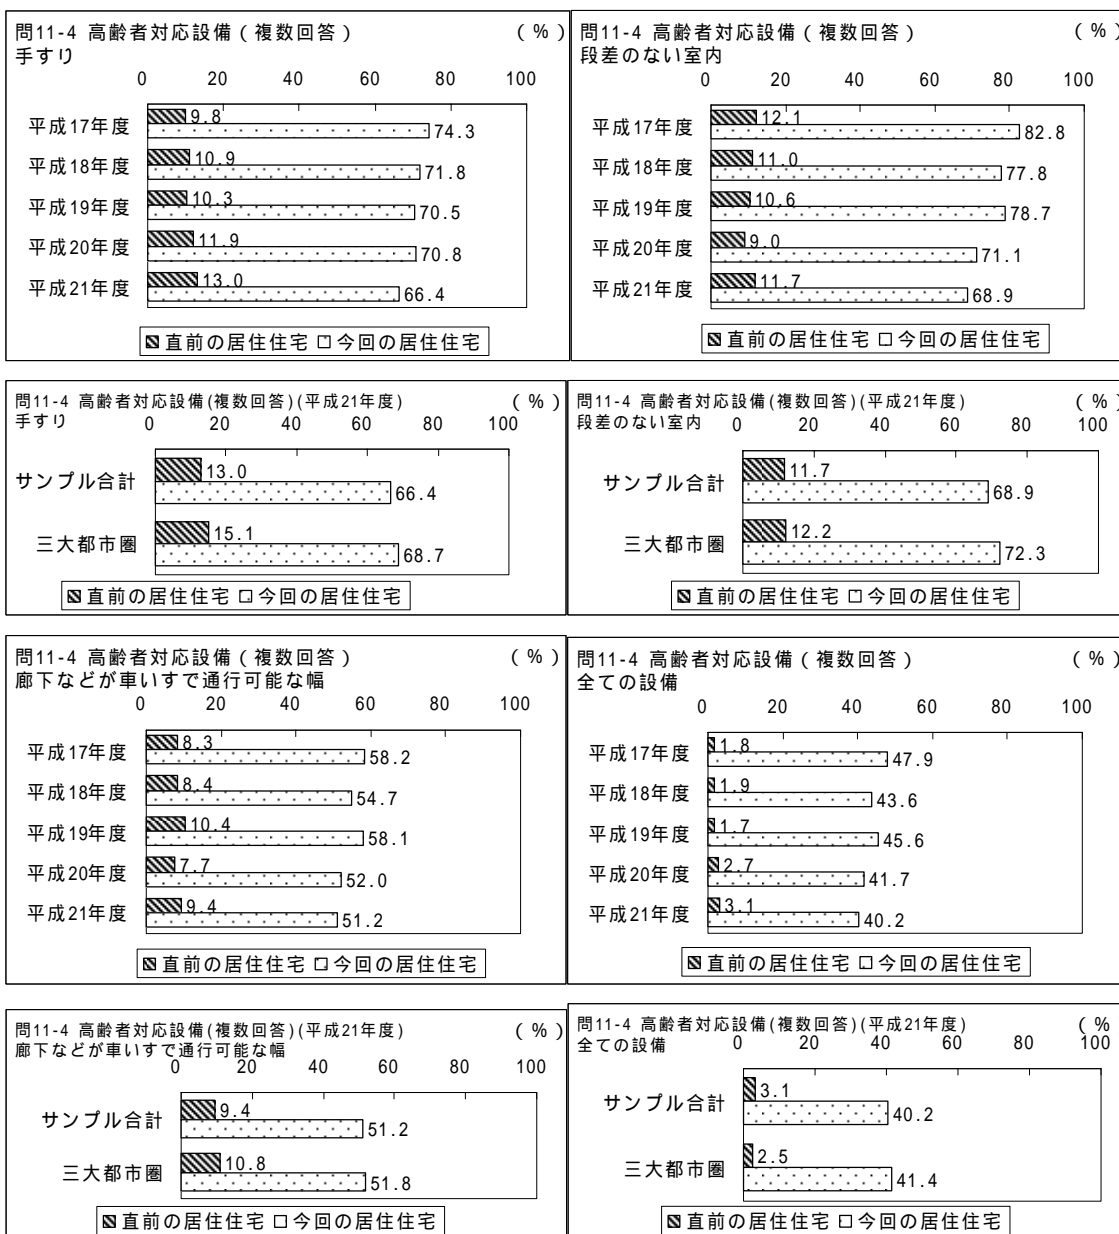 問11-4 高齢者対応設備（複数回答） （％）
手すり
0 20 40 60 80 100
平成17年度 9.8 74.3
平成18年度 10.9 71.8
平成19年度 10.3 70.5
平成20年度 11.9 70.8
平成21年度 13.0 66.4
直前の居住住宅 今回の居住住宅
問11-4 高齢者対応設備（複数回答） （％）
段差のない室内
0 20 40 60 80 100
平成17年度 12.1 82.8
平成18年度 11.0 77.8
平成19年度 10.6 78.7
平成20年度 9.0 71.1
平成21年度 11.7 68.9
直前の居住住宅 今回の居住住宅
問11-4 高齢者対応設備(複数回答)(平成21年度) （％）
手すり
0 20 40 60 80 100
サンプル合計 13.0 66.4
三大都市圏 15.1 68.7
直前の居住住宅 今回の居住住宅
問11-4 高齢者対応設備(複数回答)(平成21年度) （％）
段差のない室内
0 20 40 60 80 100
サンプル合計 11.7 68.9
三大都市圏 12.2 72.3
直前の居住住宅 今回の居住住宅
問11-4 高齢者対応設備（複数回答） （％）
廊下などが車いすで通行可能な幅
0 20 40 60 80 100
平成17年度 8.3 58.2
平成18年度 8.4 54.7
平成19年度 10.4 58.1
平成20年度 7.7 52.0
平成21年度 9.4 51.2
直前の居住住宅 今回の居住住宅
問11-4 高齢者対応設備（複数回答） （％）
全ての設備
0 20 40 60 80 100
平成17年度 1.8 47.9
平成18年度 1.9 43.6
平成19年度 1.7 45.6
平成20年度 2.7 41.7
平成21年度 3.1 40.2
直前の居住住宅 今回の居住住宅
問11-4 高齢者対応設備(複数回答)(平成21年度) （％）
廊下などが車いすで通行可能な幅
0 20 40 60 80 100
サンプル合計 9.4 51.2
三大都市圏 10.8 51.8
直前の居住住宅 今回の居住住宅
問11-4 高齢者対応設備(複数回答)(平成21年度) （％
全ての設備
0 20 40 60 80 100
サンプル合計 3.1 40.2
三大都市圏 2.5 41.4
直前の居住住宅 今回の居住住宅